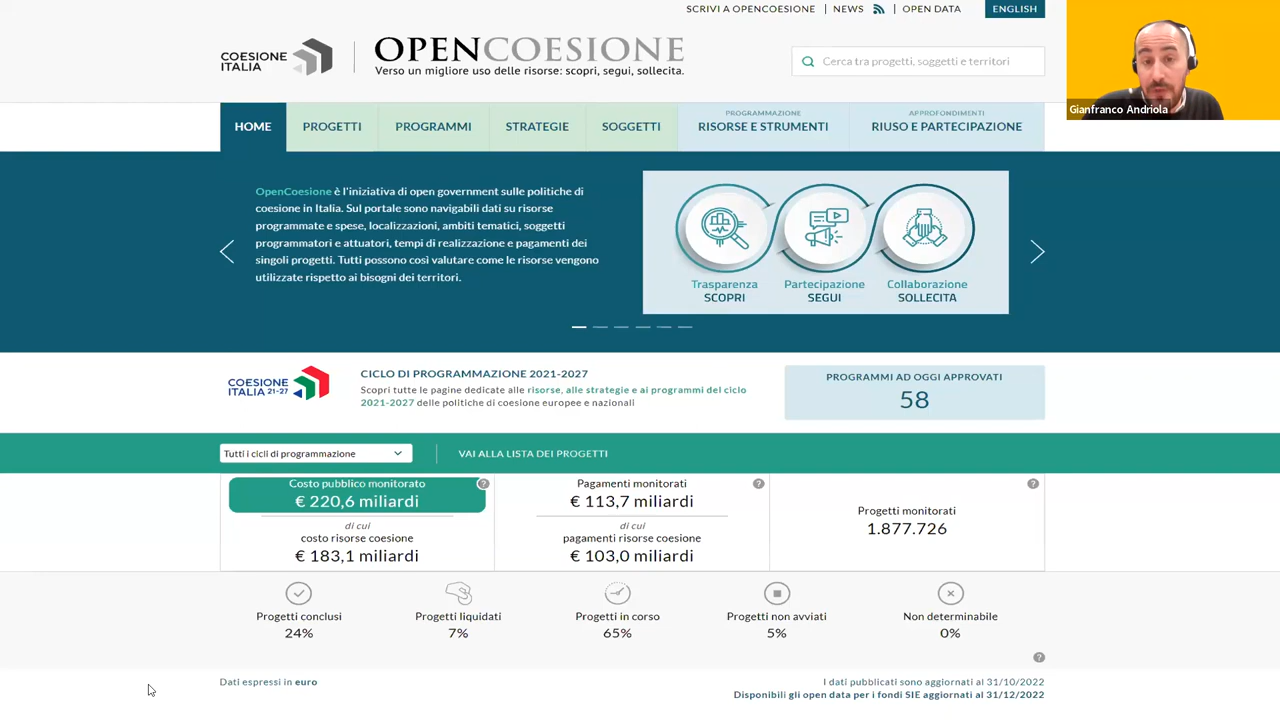 SCRIVI A OPENCOESIONE | NEWS | OPEN DATA
ENGLISH
COESIONE
ITALIA
OPENCOESIONE
Verso un migliore uso delle risorse: scopri, segui, sollecita.
Cerca tra progetti, soggetti e territori
Gianfranco Andriola
HOME
PROGETTI
PROGRAMMI
STRATEGIE
SOGGETTI
PROGRAMMAZIONE
RISORSE E STRUMENTI
APPROFONDIMENTI
RIUSO E PARTECIPAZIONE
OpenCoesione è l'iniziativa di open government sulle politiche di
coesione in Italia. Sul portale sono navigabili dati su risorse
programmate e spese, localizzazioni, ambiti tematici, soggetti
programmatori e attuatori, tempi di realizzazione e pagamenti dei
singoli progetti. Tutti possono così valutare come le risorse vengono
utilizzate rispetto ai bisogni dei territori.
Trasparenza
SCOPRI
Partecipazione
SEGUI
Collaborazione
SOLLECITA
COESIONE
ITALIA 21-27
CICLO DI PROGRAMMAZIONE 2021-2027
Scopri tutte le pagine dedicate alle risorse, alle strategie e ai programmi del ciclo
2021-2027 delle politiche di coesione europee e nazionali
PROGRAMMI AD OGGI APPROVATI
58
Tutti i cicli di programmazione
VAI ALLA LISTA DEI PROGETTI
Costo pubblico monitorato
?
€ 220,6 miliardi
di cui
costo risorse coesione
€ 183,1 miliardi
Pagamenti monitorati
?
€ 113,7 miliardi
di cui
pagamenti risorse coesione
€ 103,0 miliardi
?
Progetti monitorati
1.877.726
Progetti conclusi
24%
Progetti liquidati
7%
Progetti in corso
65%
Progetti non avviati
5%
Non determinabile
0%
?
Dati espressi in euro
I dati pubblicati sono aggiornati al 31/10/2022
Disponibili gli open data per i fondi SIE aggiornati al 31/12/2022